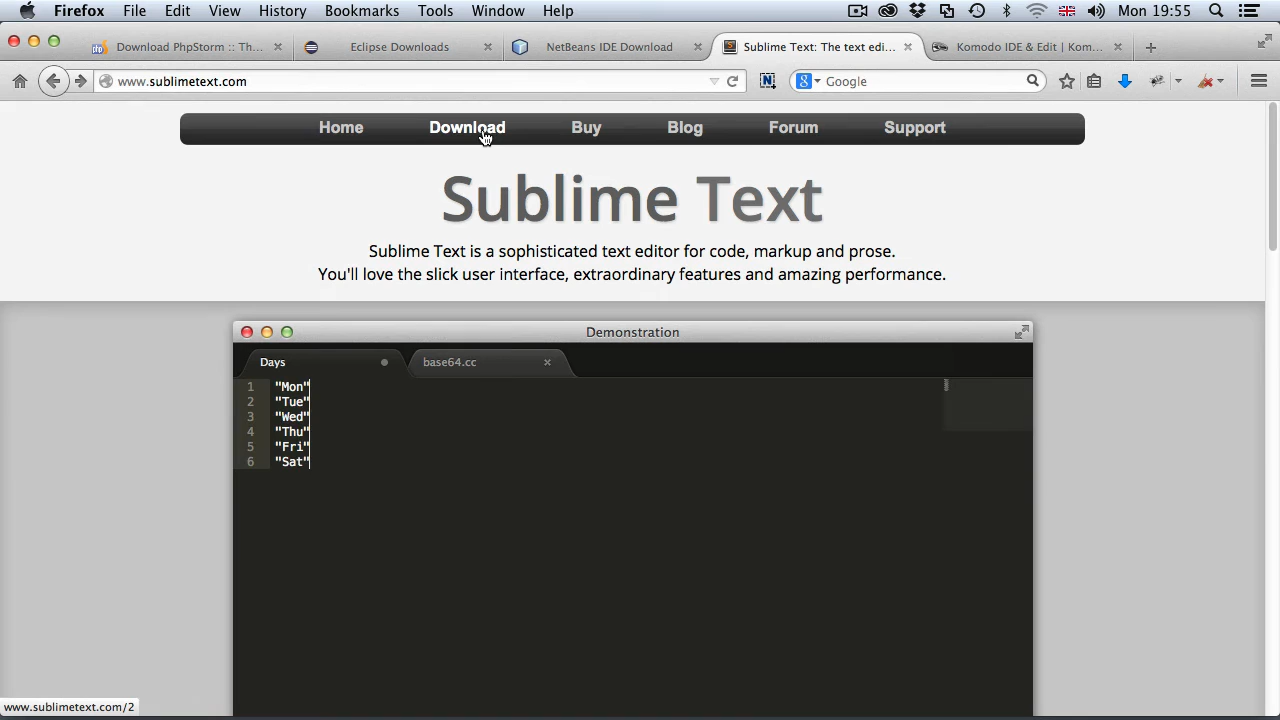 Firefox File Edit View History Bookmarks Tools Window Help Mon 19:55
Download PhpStorm :: Th... Eclipse Downloads NetBeans IDE Download Sublime Text: The text edi... Komodo IDE & Edit | Kom...
www.sublimetext.com Google
Home Download Buy Blog Forum Support
Sublime Text
Sublime Text is a sophisticated text editor for code, markup and prose.
You'll love the slick user interface, extraordinary features and amazing performance.
Demonstration
Days base64.cc
1 "Mon"
2 "Tue"
3 "Wed"
4 "Thu"
5 "Fri"
6 "Sat"
www.sublimetext.com/2